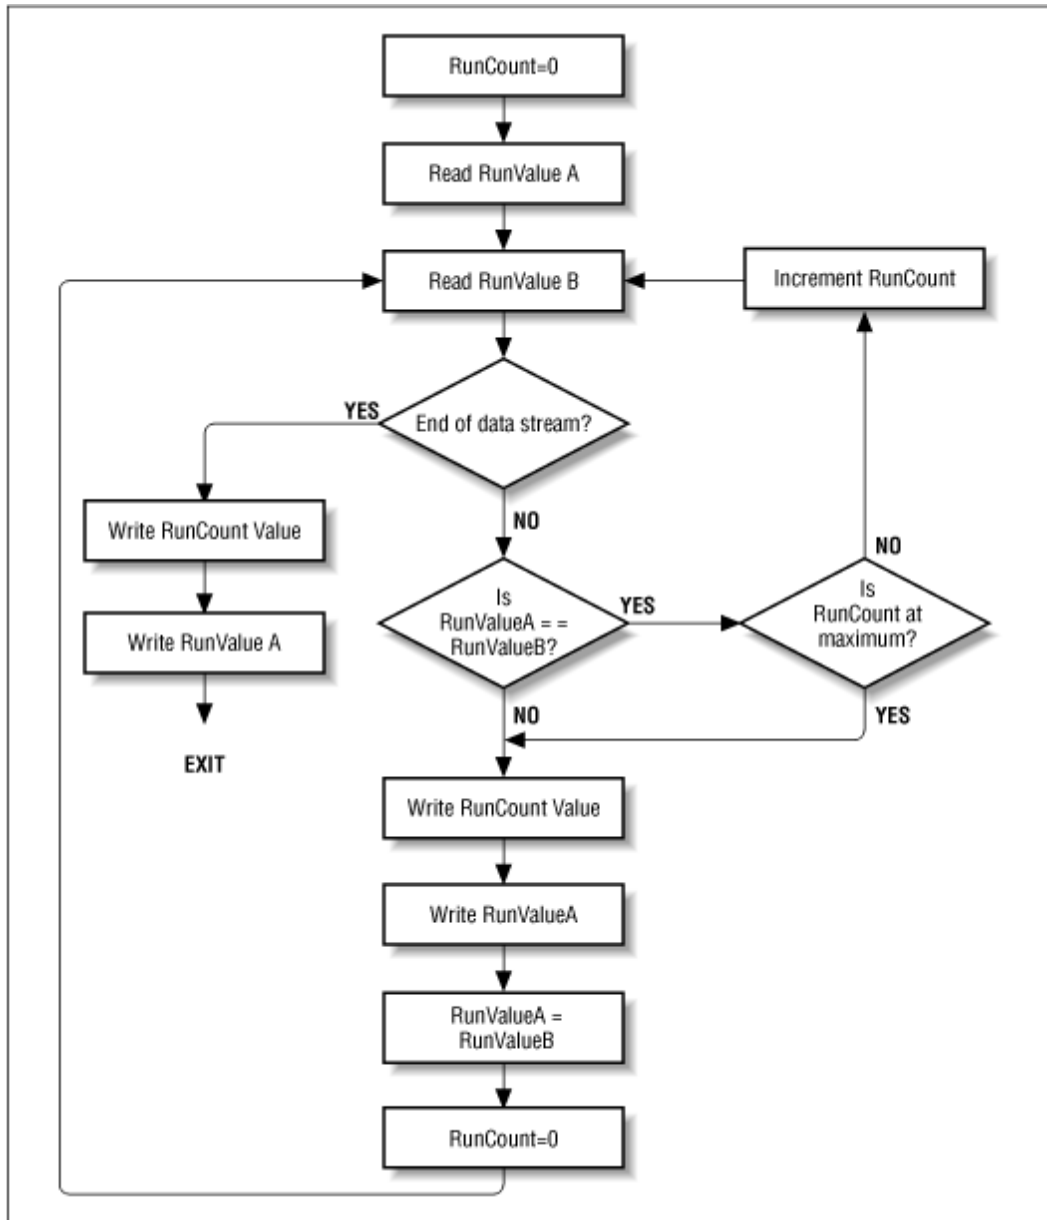 RunCount=0
Read RunValue A
Read RunValue B
Increment RunCount
End of data stream?
YES
Write RunCount Value
Write RunValue A
EXIT
NO
Is
RunValueA = =
RunValueB?
YES
Is
RunCount at
maximum?
NO
YES
NO
Write RunCount Value
Write RunValueA
RunValueA =
RunValueB
RunCount=0